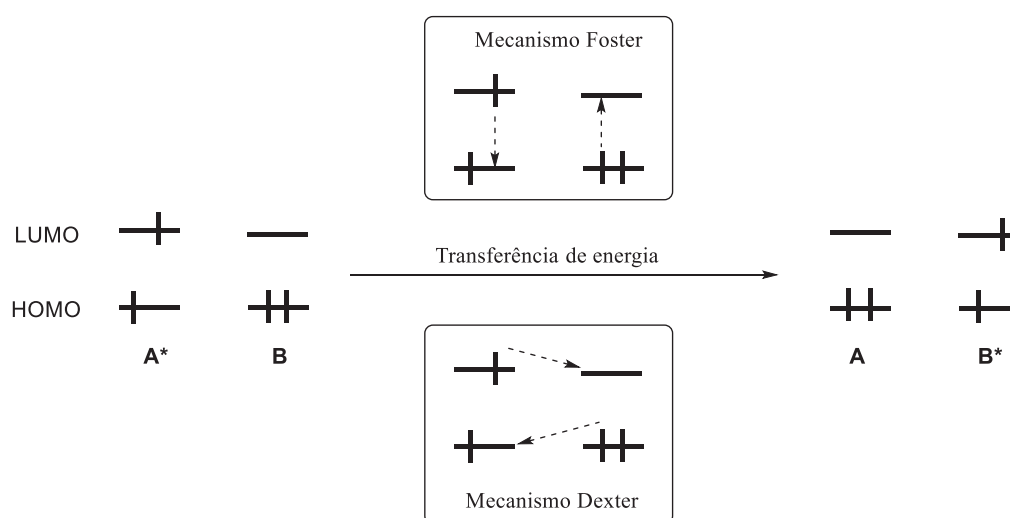 Mecanismo Foster
LUMO
Transferência de energia
HOMO
A*
B
A
B*
Mecanismo Dexter